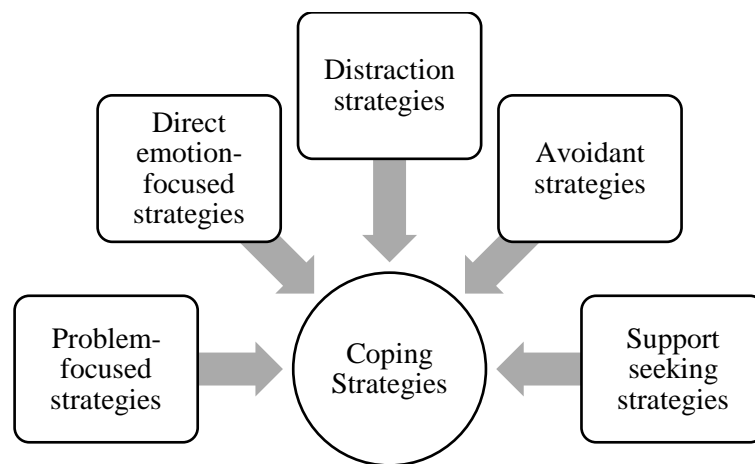 Distraction
strategies
Direct
emotion-
focused
strategies
Avoidant
strategies
Problem-
focused
strategies
Coping
Strategies
Support
seeking
strategies